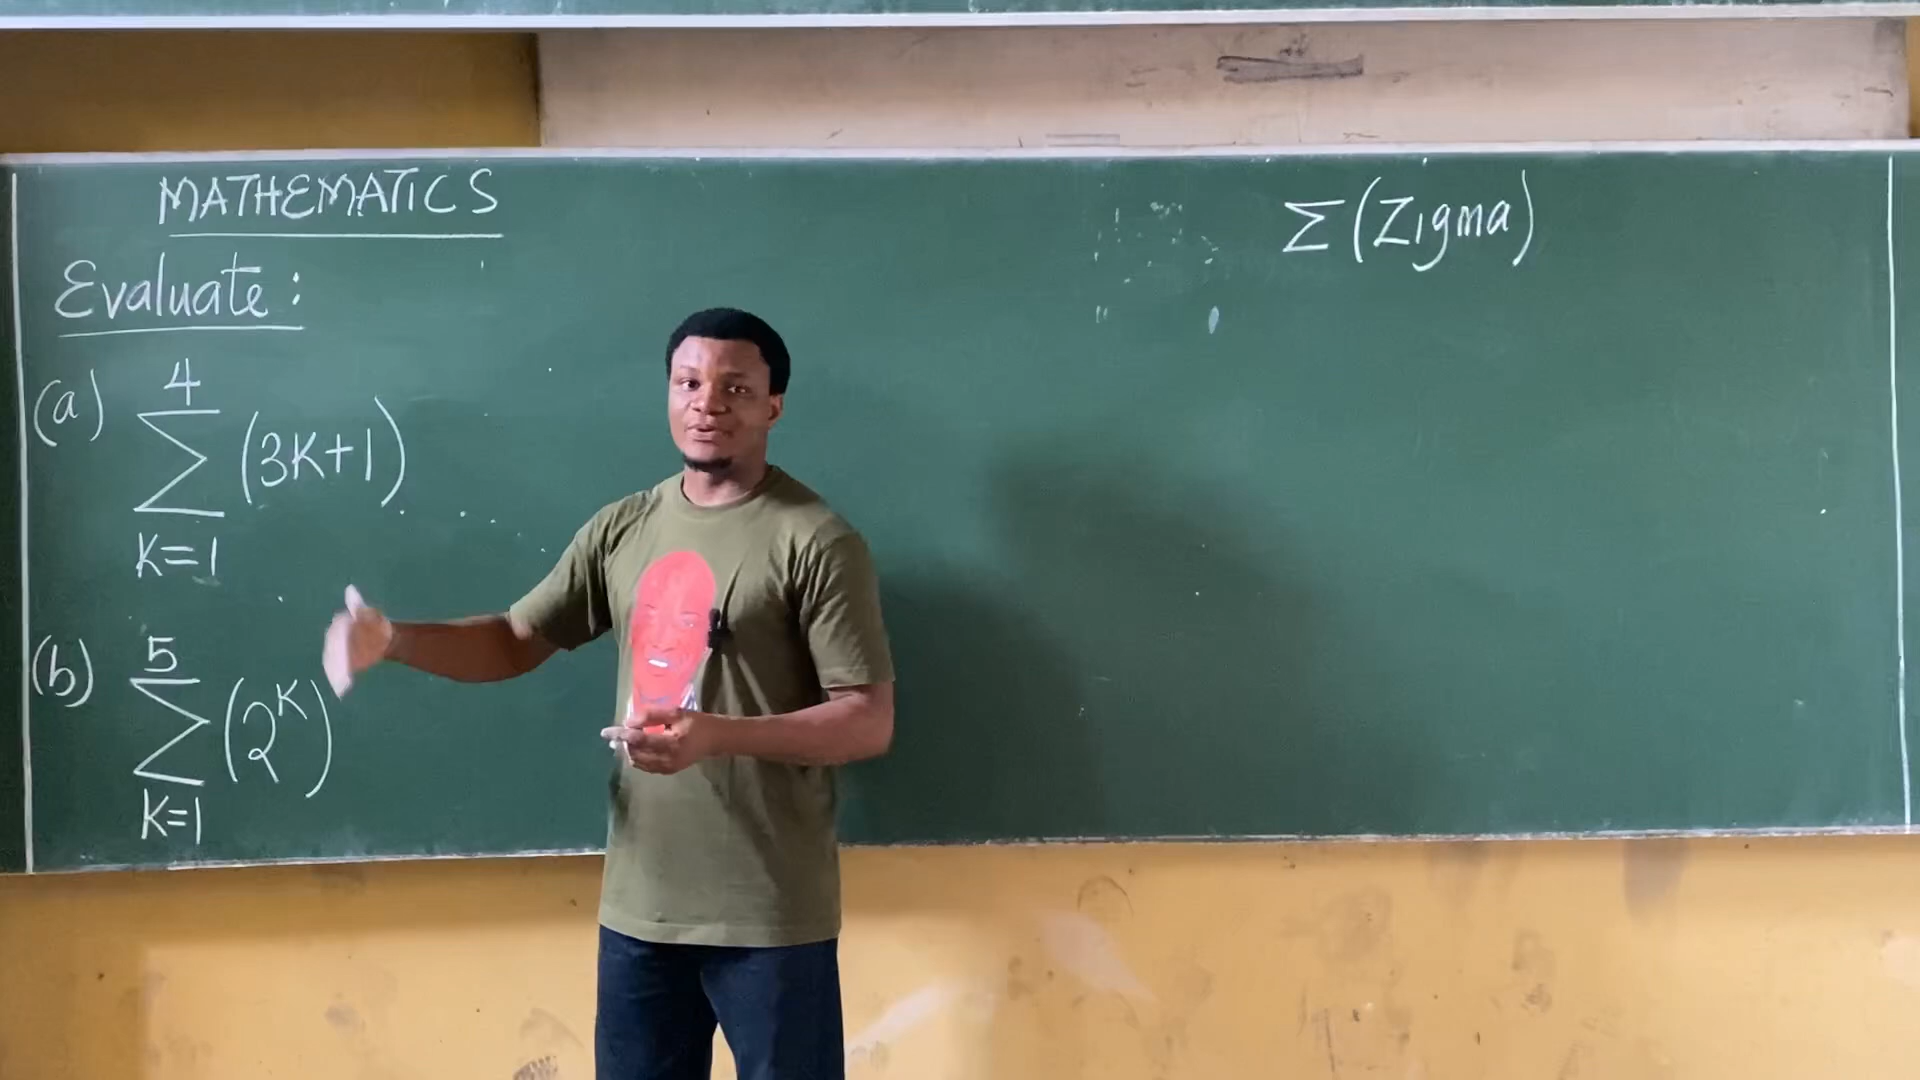 MATHEMATICS
Σ (Zigma)
Evaluate:
(a) 4
Σ (3K+1)
K=1
(b) 5
Σ (2^K)
K=1